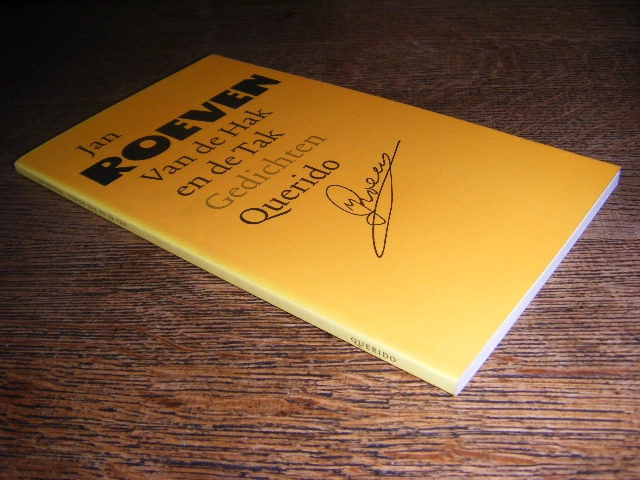 Jan
ROEVEN
Van de Hak
en de Tak
Gedichten
Querido
QUERIDO